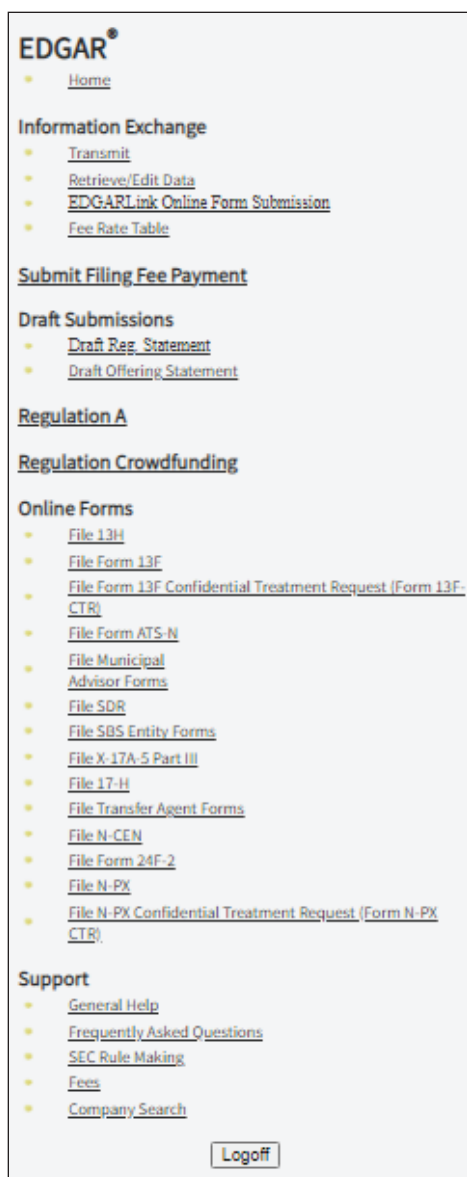 EDGAR®
Home
Information Exchange
Transmit
Retrieve/Edit Data
EDGARLink Online Form Submission
Fee Rate Table
Submit Filing Fee Payment
Draft Submissions
Draft Reg. Statement
Draft Offering Statement
Regulation A
Regulation Crowdfunding
Online Forms
File 13H
File Form 13F
File Form 13F Confidential Treatment Request (Form 13F-
CTR)
File Form ATS-N
File Municipal
Advisor Forms
File SDR
File SBS Entity Forms
File X-17A-5 Part III
File 17-H
File Transfer Agent Forms
File N-CEN
File Form 24F-2
File N-PX
File N-PX Confidential Treatment Request (Form N-PX
CTR)
Support
General Help
Frequently Asked Questions
SEC Rule Making
Fees
Company Search
Logoff